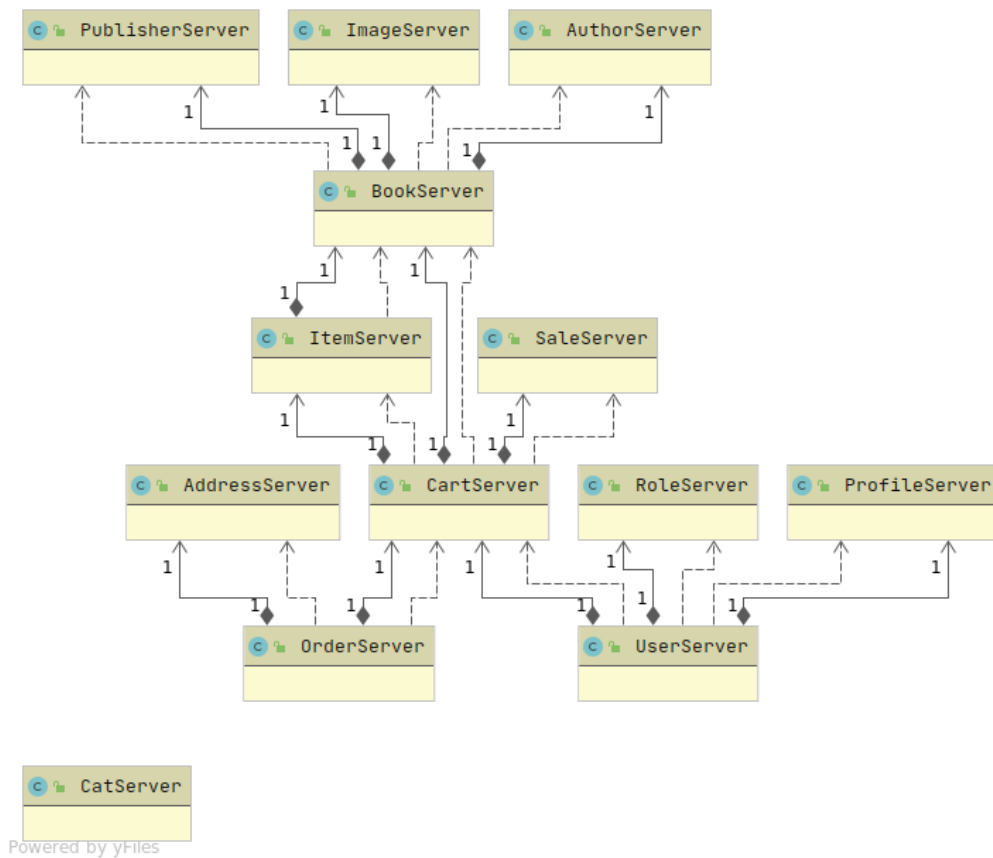 PublisherServer
ImageServer
AuthorServer
1
1
1
1
1
1
BookServer
1
1
1
ItemServer
SaleServer
1
1
1
1
1
AddressServer
CartServer
RoleServer
ProfileServer
1
1
1
1
1
1
1
1
1
1
OrderServer
UserServer
CatServer
Powered by yFiles